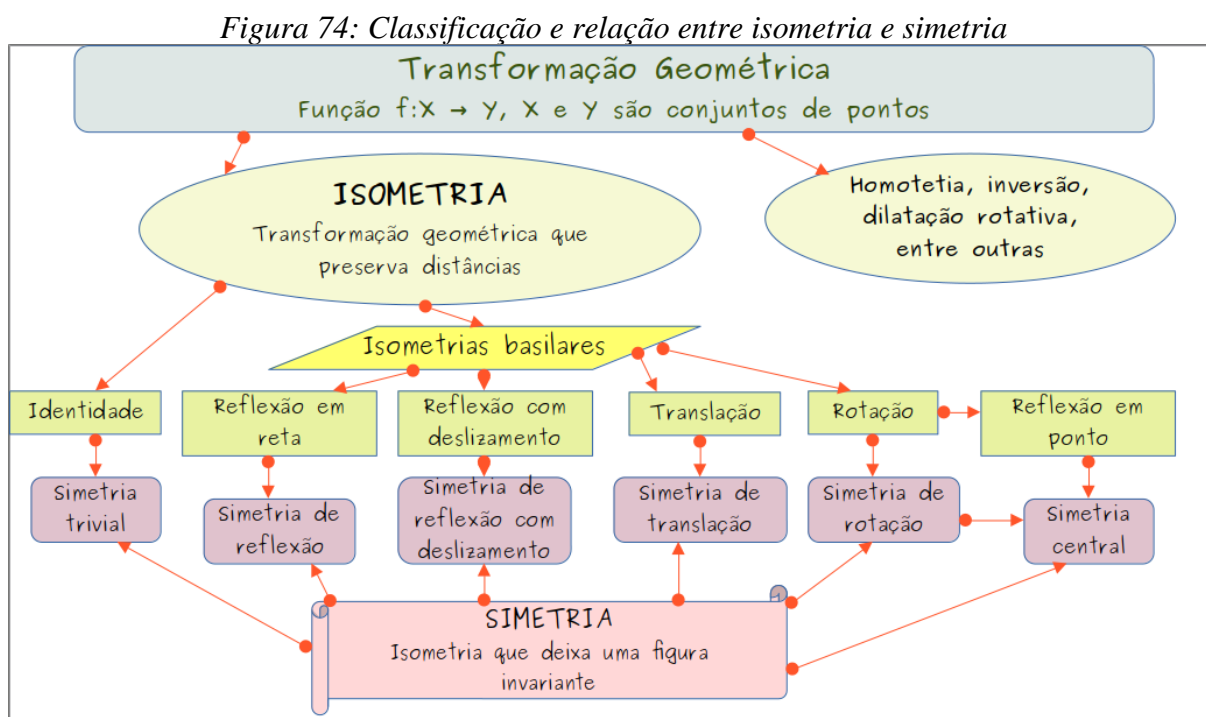 Figura 74: Classificação e relação entre isometria e simetria
Transformação Geométrica
Função f:X → Y, X e Y são conjuntos de pontos
ISOMETRIA
Transformação geométrica que
preserva distâncias
Homotetia, inversão,
dilatação rotativa,
entre outras
Isometrias basilares
Identidade
Reflexão em
reta
Reflexão com
deslizamento
Translação
Rotação
Reflexão em
ponto
Simetria
trivial
Simetria de
reflexão
Simetria de
reflexão com
deslizamento
Simetria de
translação
Simetria de
rotação
Simetria
central
SIMETRIA
Isometria que deixa uma figura
invariante